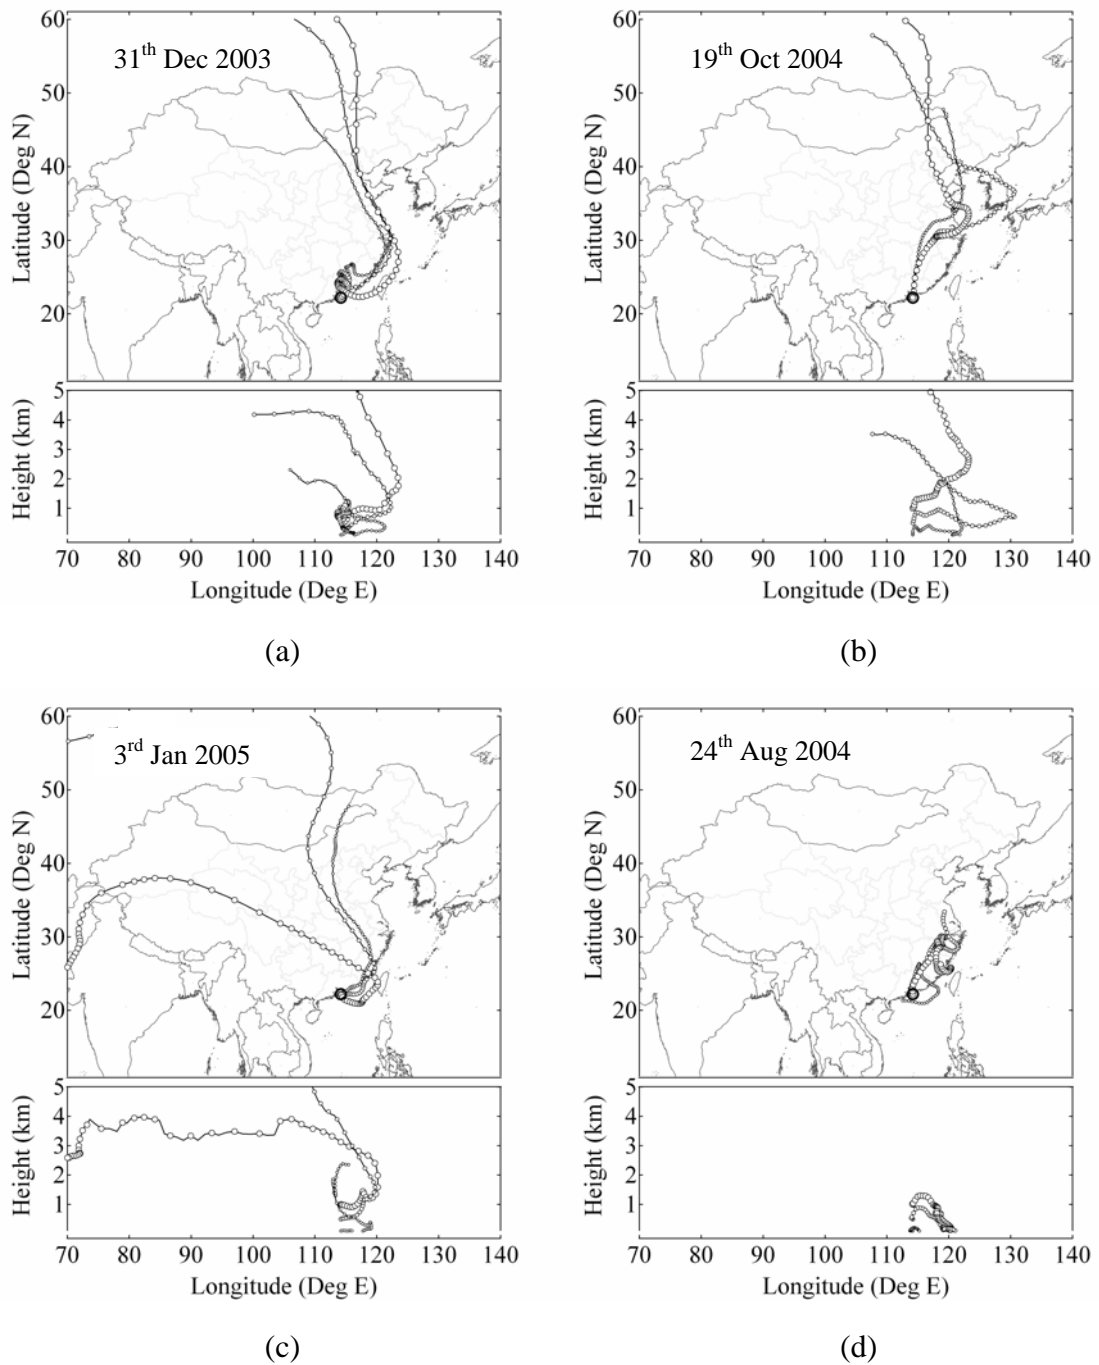 60
50
40
30
20
Latitude (Deg N)
31th Dec 2003
5
4
3
2
1
Height (km)
70 80 90 100 110 120 130 140
Longitude (Deg E)
(a)
60
50
40
30
20
Latitude (Deg N)
19th Oct 2004
5
4
3
2
1
Height (km)
70 80 90 100 110 120 130 140
Longitude (Deg E)
(b)
60
50
40
30
20
Latitude (Deg N)
3rd Jan 2005
5
4
3
2
1
Height (km)
70 80 90 100 110 120 130 140
Longitude (Deg E)
(c)
60
50
40
30
20
Latitude (Deg N)
24th Aug 2004
5
4
3
2
1
Height (km)
70 80 90 100 110 120 130 140
Longitude (Deg E)
(d)